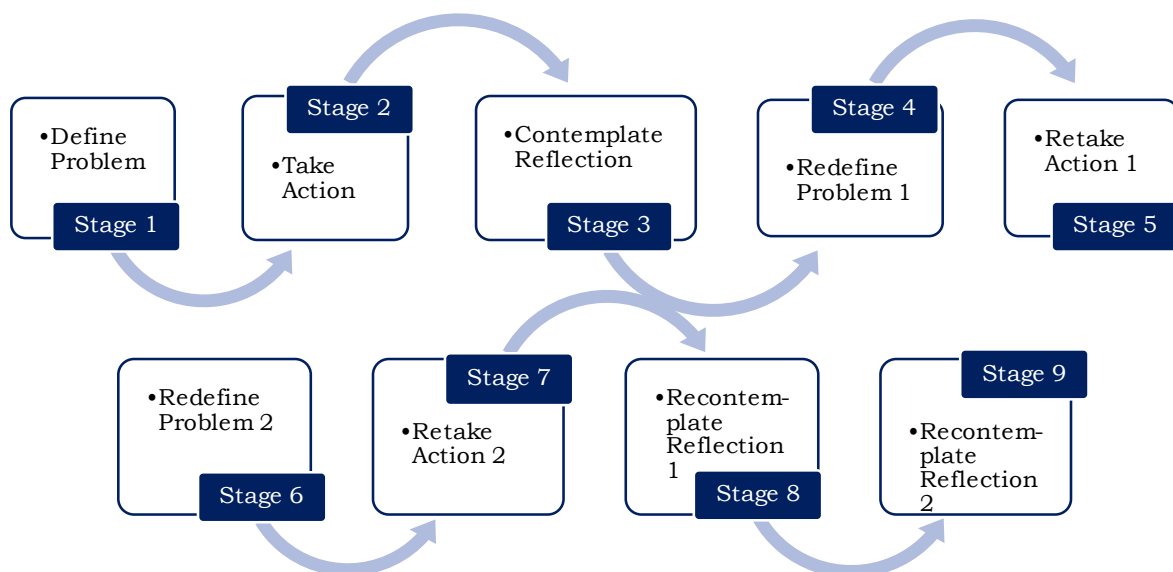 •Define
Problem
Stage 1
Stage 2
•Take
Action
•Contemplate
Reflection
Stage 3
Stage 4
•Redefine
Problem 1
•Retake
Action 1
Stage 5
•Redefine
Problem 2
Stage 6
Stage 7
•Retake
Action 2
•Recontem-
plate
Reflection
1
Stage 8
Stage 9
•Recontem-
plate
Reflection
2